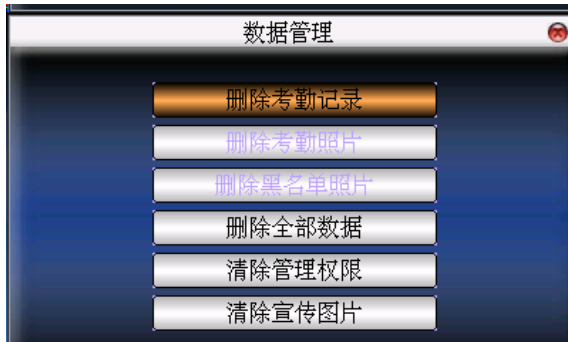 数据管理
删除考勤记录
删除考勤照片
删除黑名单照片
删除全部数据
清除管理权限
清除宣传图片